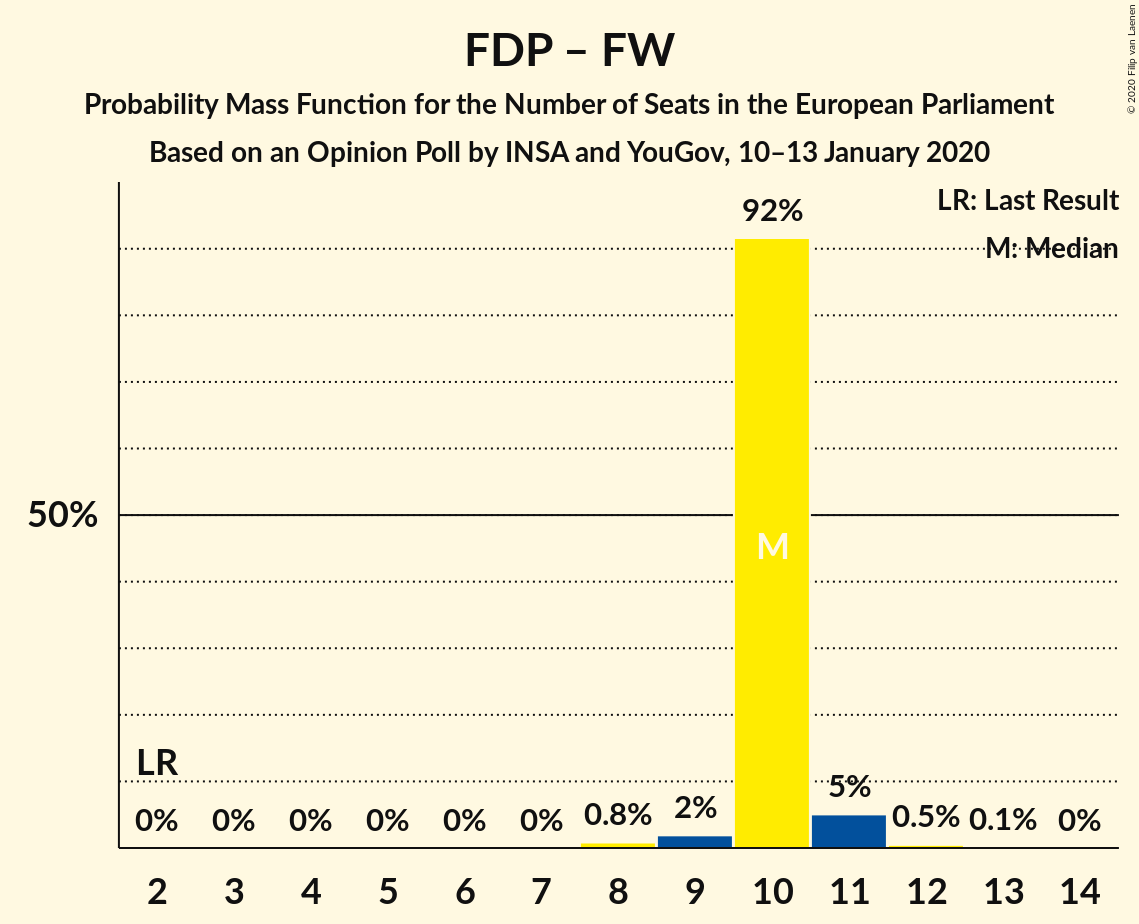 FDP – FW
Probability Mass Function for the Number of Seats in the European Parliament
Based on an Opinion Poll by INSA and YouGov, 10–13 January 2020
© 2020 Filip van Laenen
LR: Last Result
M: Median
92%
50%
M
LR
0% 0% 0% 0% 0% 0% 0.8% 2% 5% 0.5% 0.1% 0%
2 3 4 5 6 7 8 9 10 11 12 13 14